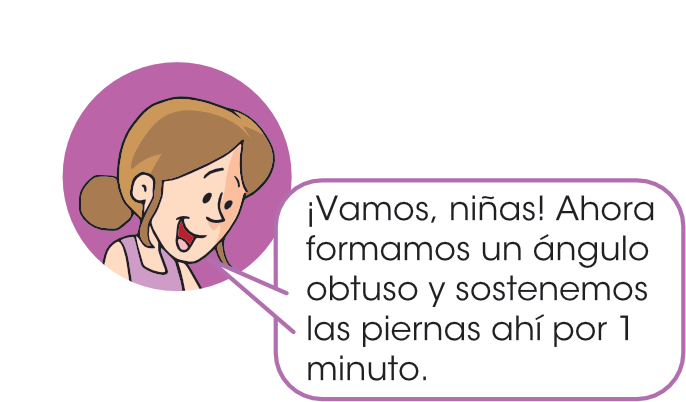 ¡Vamos, niñas! Ahora
formamos un ángulo
obtuso y sostenemos
las piernas ahí por 1
minuto.